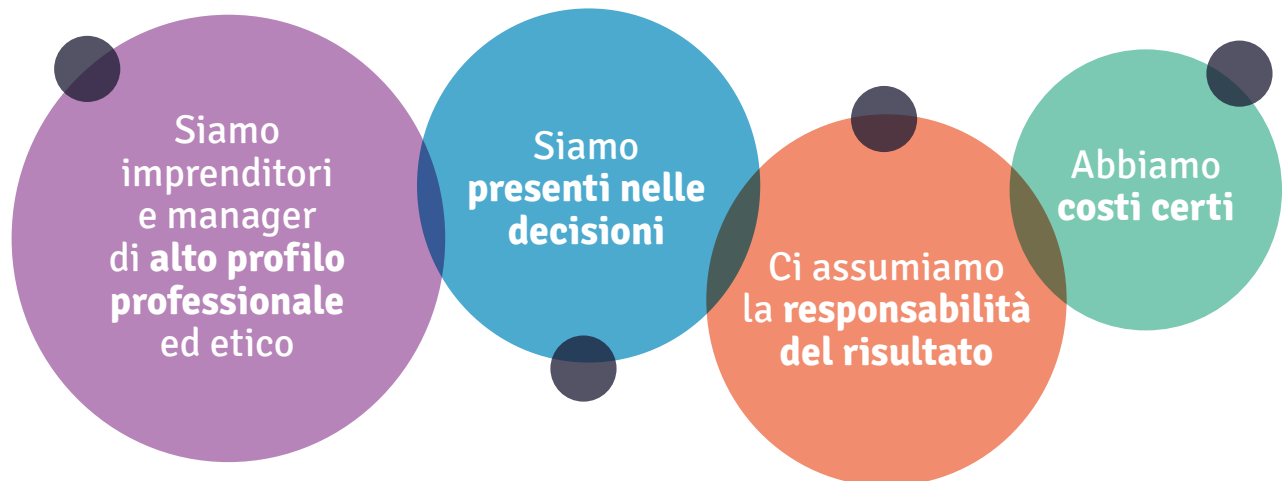 Siamo
imprenditori
e manager
di alto profilo
professionale
ed etico
Siamo
presenti nelle
decisioni
Ci assumiamo
la responsabilità
del risultato
Abbiamo
costi certi